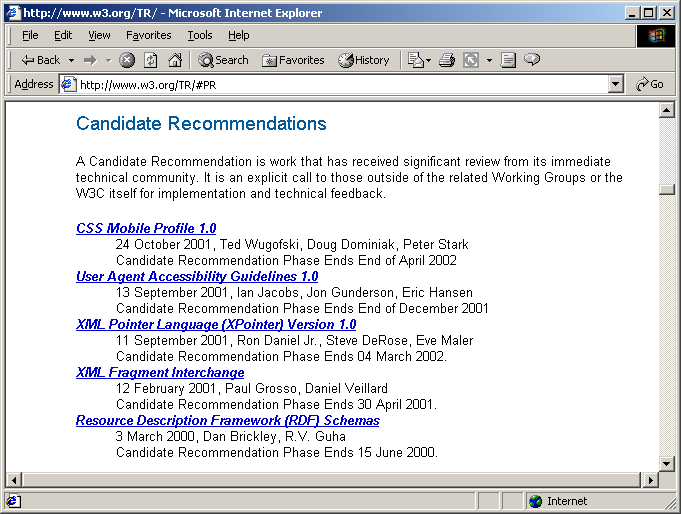 http://www.w3.org/TR/ - Microsoft Internet Explorer
File Edit View Favorites Tools Help
Back Search Favorites History
Address http://www.w3.org/TR/#PR Go
Candidate Recommendations
A Candidate Recommendation is work that has received significant review from its immediate
technical community. It is an explicit call to those outside of the related Working Groups or the
W3C itself for implementation and technical feedback.
CSS Mobile Profile 1.0
24 October 2001, Ted Wugofski, Doug Dominiak, Peter Stark
Candidate Recommendation Phase Ends End of April 2002
User Agent Accessibility Guidelines 1.0
13 September 2001, Ian Jacobs, Jon Gunderson, Eric Hansen
Candidate Recommendation Phase Ends End of December 2001
XML Pointer Language (XPointer) Version 1.0
11 September 2001, Ron Daniel Jr., Steve DeRose, Eve Maler
Candidate Recommendation Phase Ends 04 March 2002.
XML Fragment Interchange
12 February 2001, Paul Grosso, Daniel Veillard
Candidate Recommendation Phase Ends 30 April 2001.
Resource Description Framework (RDF) Schemas
3 March 2000, Dan Brickley, R.V. Guha
Candidate Recommendation Phase Ends 15 June 2000.
Internet